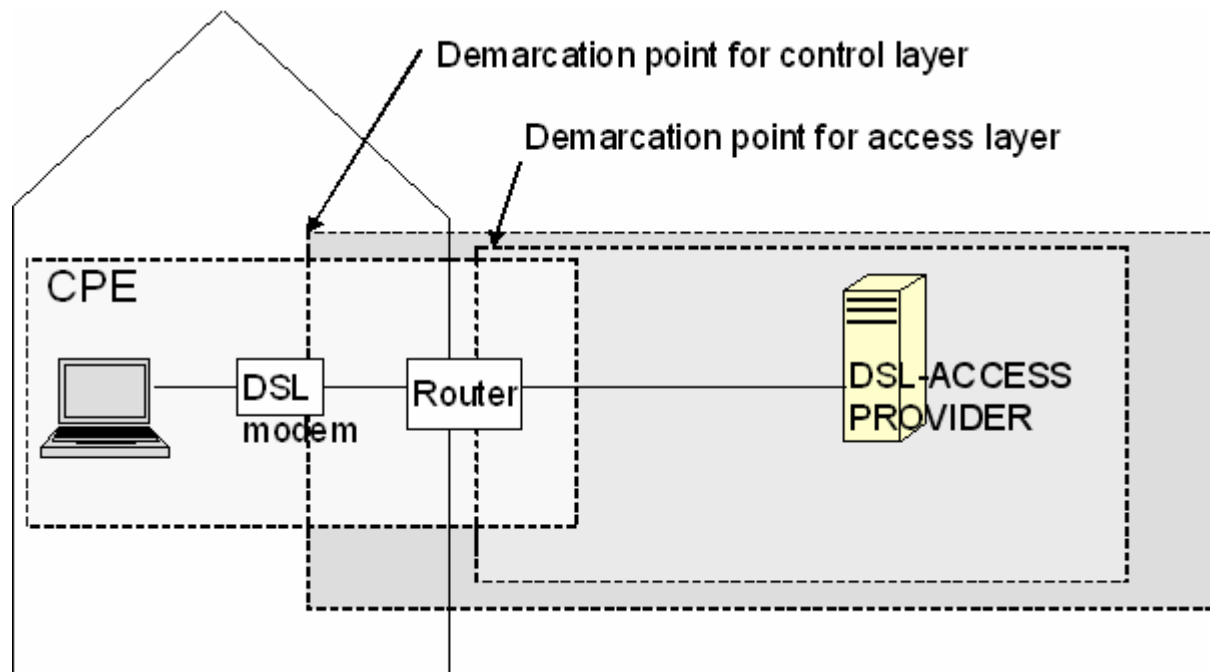 Demarcation point for control layer
Demarcation point for access layer
CPE
DSL
modem
Router
DSL-ACCESS
PROVIDER